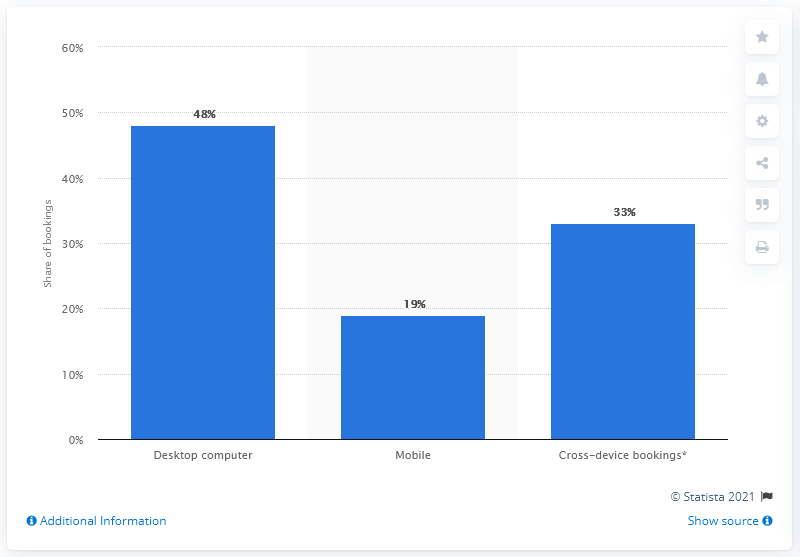 60%
50%
40%
30%
20%
10%
0%
Share of bookings
48%
19%
33%
Desktop computer
Mobile
Cross-device bookings*
© Statista 2021
Additional Information
Show source